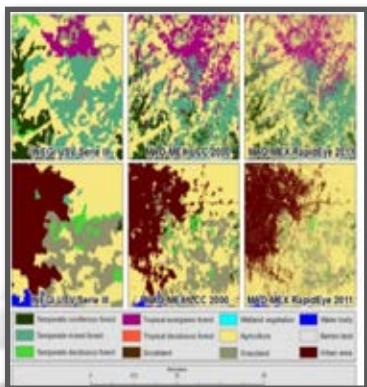 INEGI USV Serie III MAD-MEX LCC 2000 MAD-MEX RapidEye 2011
INEGI USV Serie III MAD-MEX LCC 2000 MAD-MEX RapidEye 2011
Temperate coniferous forest Tropical evergreen forest Wetland vegetation Water body
Temperate mixed forest Tropical deciduous forest Agriculture Barren land
Temperate deciduous forest Scrubland Grassland Urban area